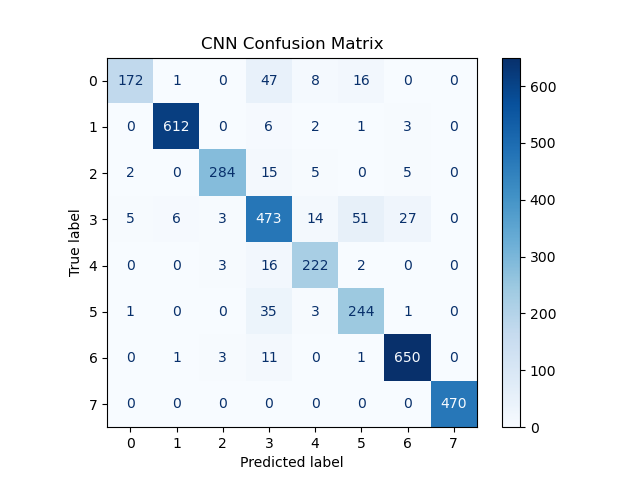 CNN Confusion Matrix
0 172 1 0 47 8 16 0 0
1 0 612 0 6 2 1 3 0
2 2 0 284 15 5 0 5 0
3 5 6 3 473 14 51 27 0
4 0 0 3 16 222 2 0 0
5 1 0 0 35 3 244 1 0
6 0 1 3 11 0 1 650 0
7 0 0 0 0 0 0 0 470
0 1 2 3 4 5 6 7
Predicted label
True label
600
500
400
300
200
100
0